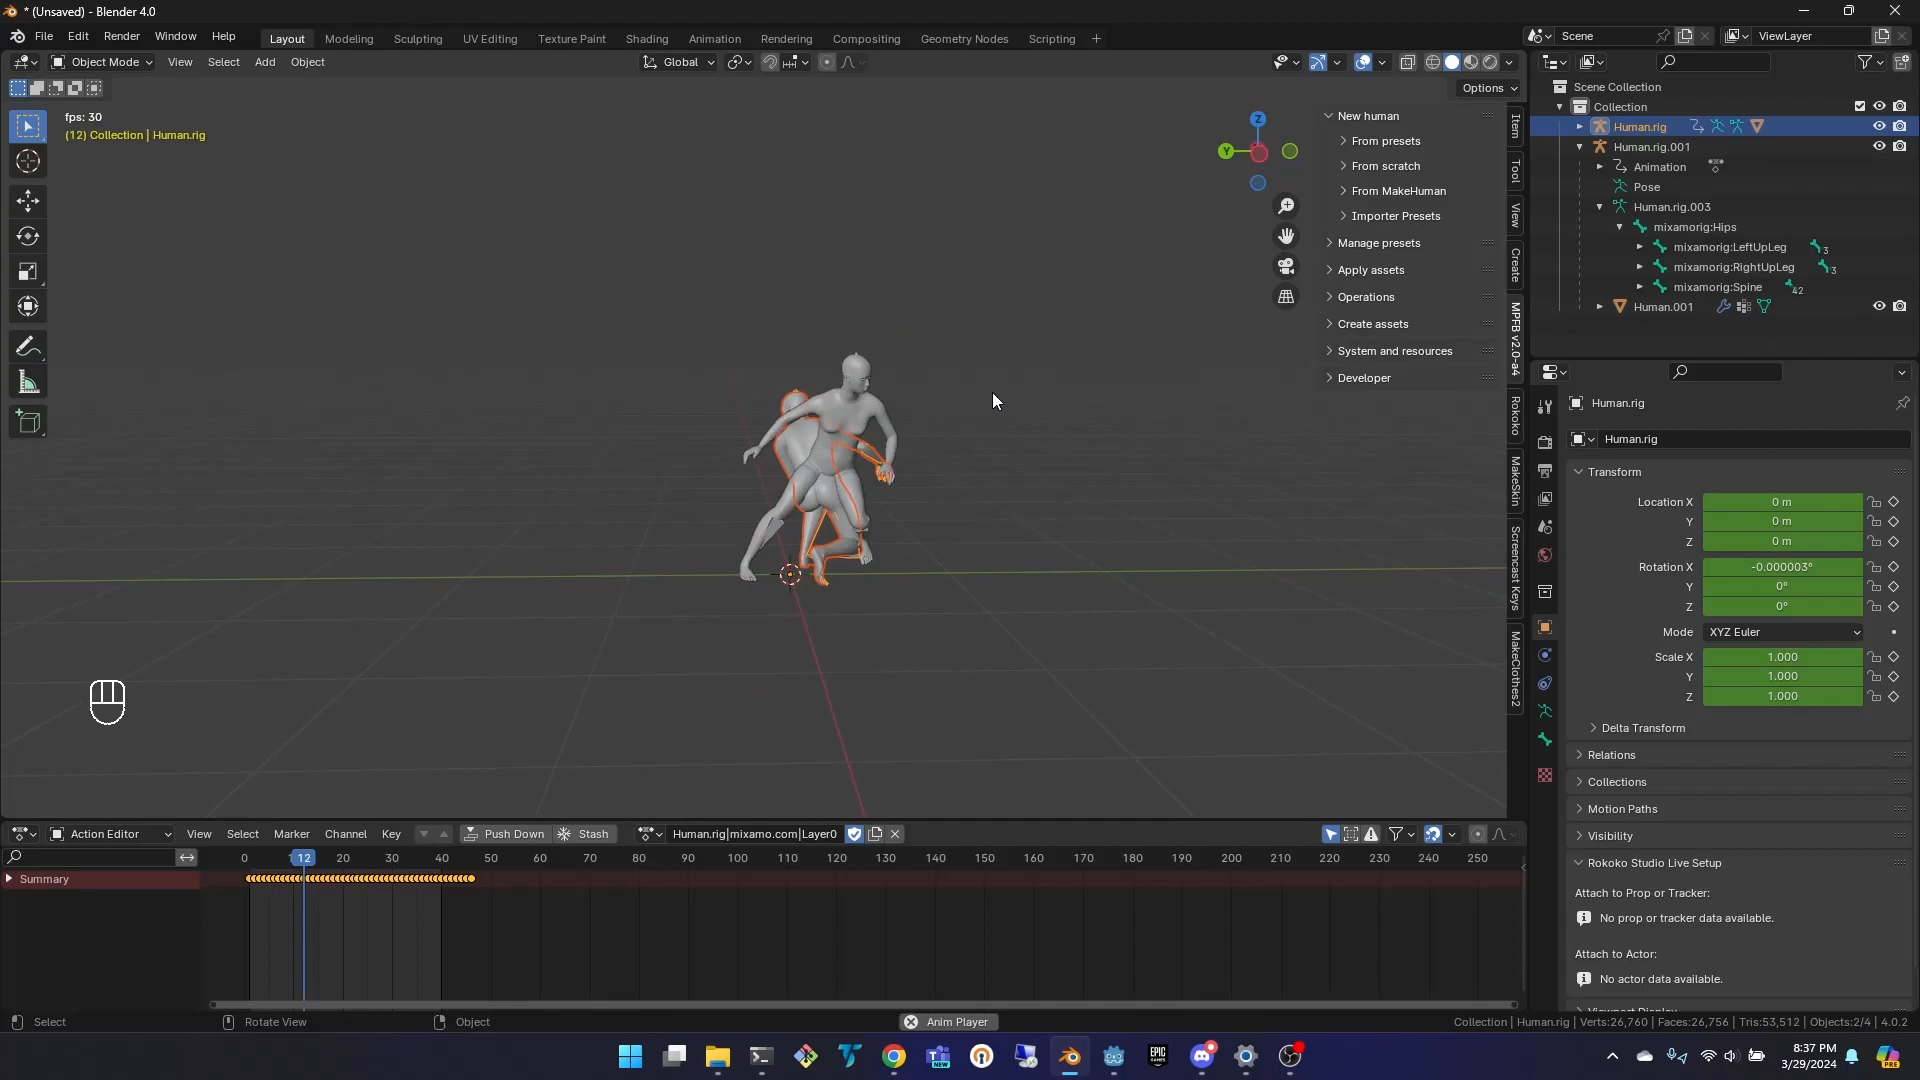 * (Unsaved) - Blender 4.0
File Edit Render Window Help
Layout Modeling Sculpting UV Editing Texture Paint Shading Animation Rendering Compositing Geometry Nodes Scripting +
Scene
ViewLayer
Object Mode View Select Add Object
Global
Options
fps: 30
(12) Collection | Human.rig
Z
Y
New human
From presets
From scratch
From MakeHuman
Importer Presets
Manage presets
Apply assets
Operations
Create assets
System and resources
Developer
Item
Tool
View
Create
MPFB v2.0-a4
Rokoko
MakeSkin
Screencast Keys
MakeClothes2
Scene Collection
Collection
Human.rig
Human.rig.001
Animation
Pose
Human.rig.003
mixamorig:Hips
mixamorig:LeftUpLeg 3
mixamorig:RightUpLeg 3
mixamorig:Spine 42
Human.001
Human.rig
Human.rig
Transform
Location X 0 m
Y 0 m
Z 0 m
Rotation X -0.000003°
Y 0°
Z 0°
Mode XYZ Euler
Scale X 1.000
Y 1.000
Z 1.000
Delta Transform
Relations
Collections
Motion Paths
Visibility
Rokoko Studio Live Setup
Attach to Prop or Tracker:
No prop or tracker data available.
Attach to Actor:
No actor data available.
Action Editor View Select Marker Channel Key Push Down Stash Human.rig|mixamo.com|Layer0
0 12 20 30 40 50 60 70 80 90 100 110 120 130 140 150 160 170 180 190 200 210 220 230 240 250
Summary
Select Rotate View Object Anim Player
Collection | Human.rig | Verts:26,760 | Faces:26,756 | Tris:53,512 | Objects:2/4 | 4.0.2
NEW
EPIC GAMES
PRE
8:37 PM
3/29/2024